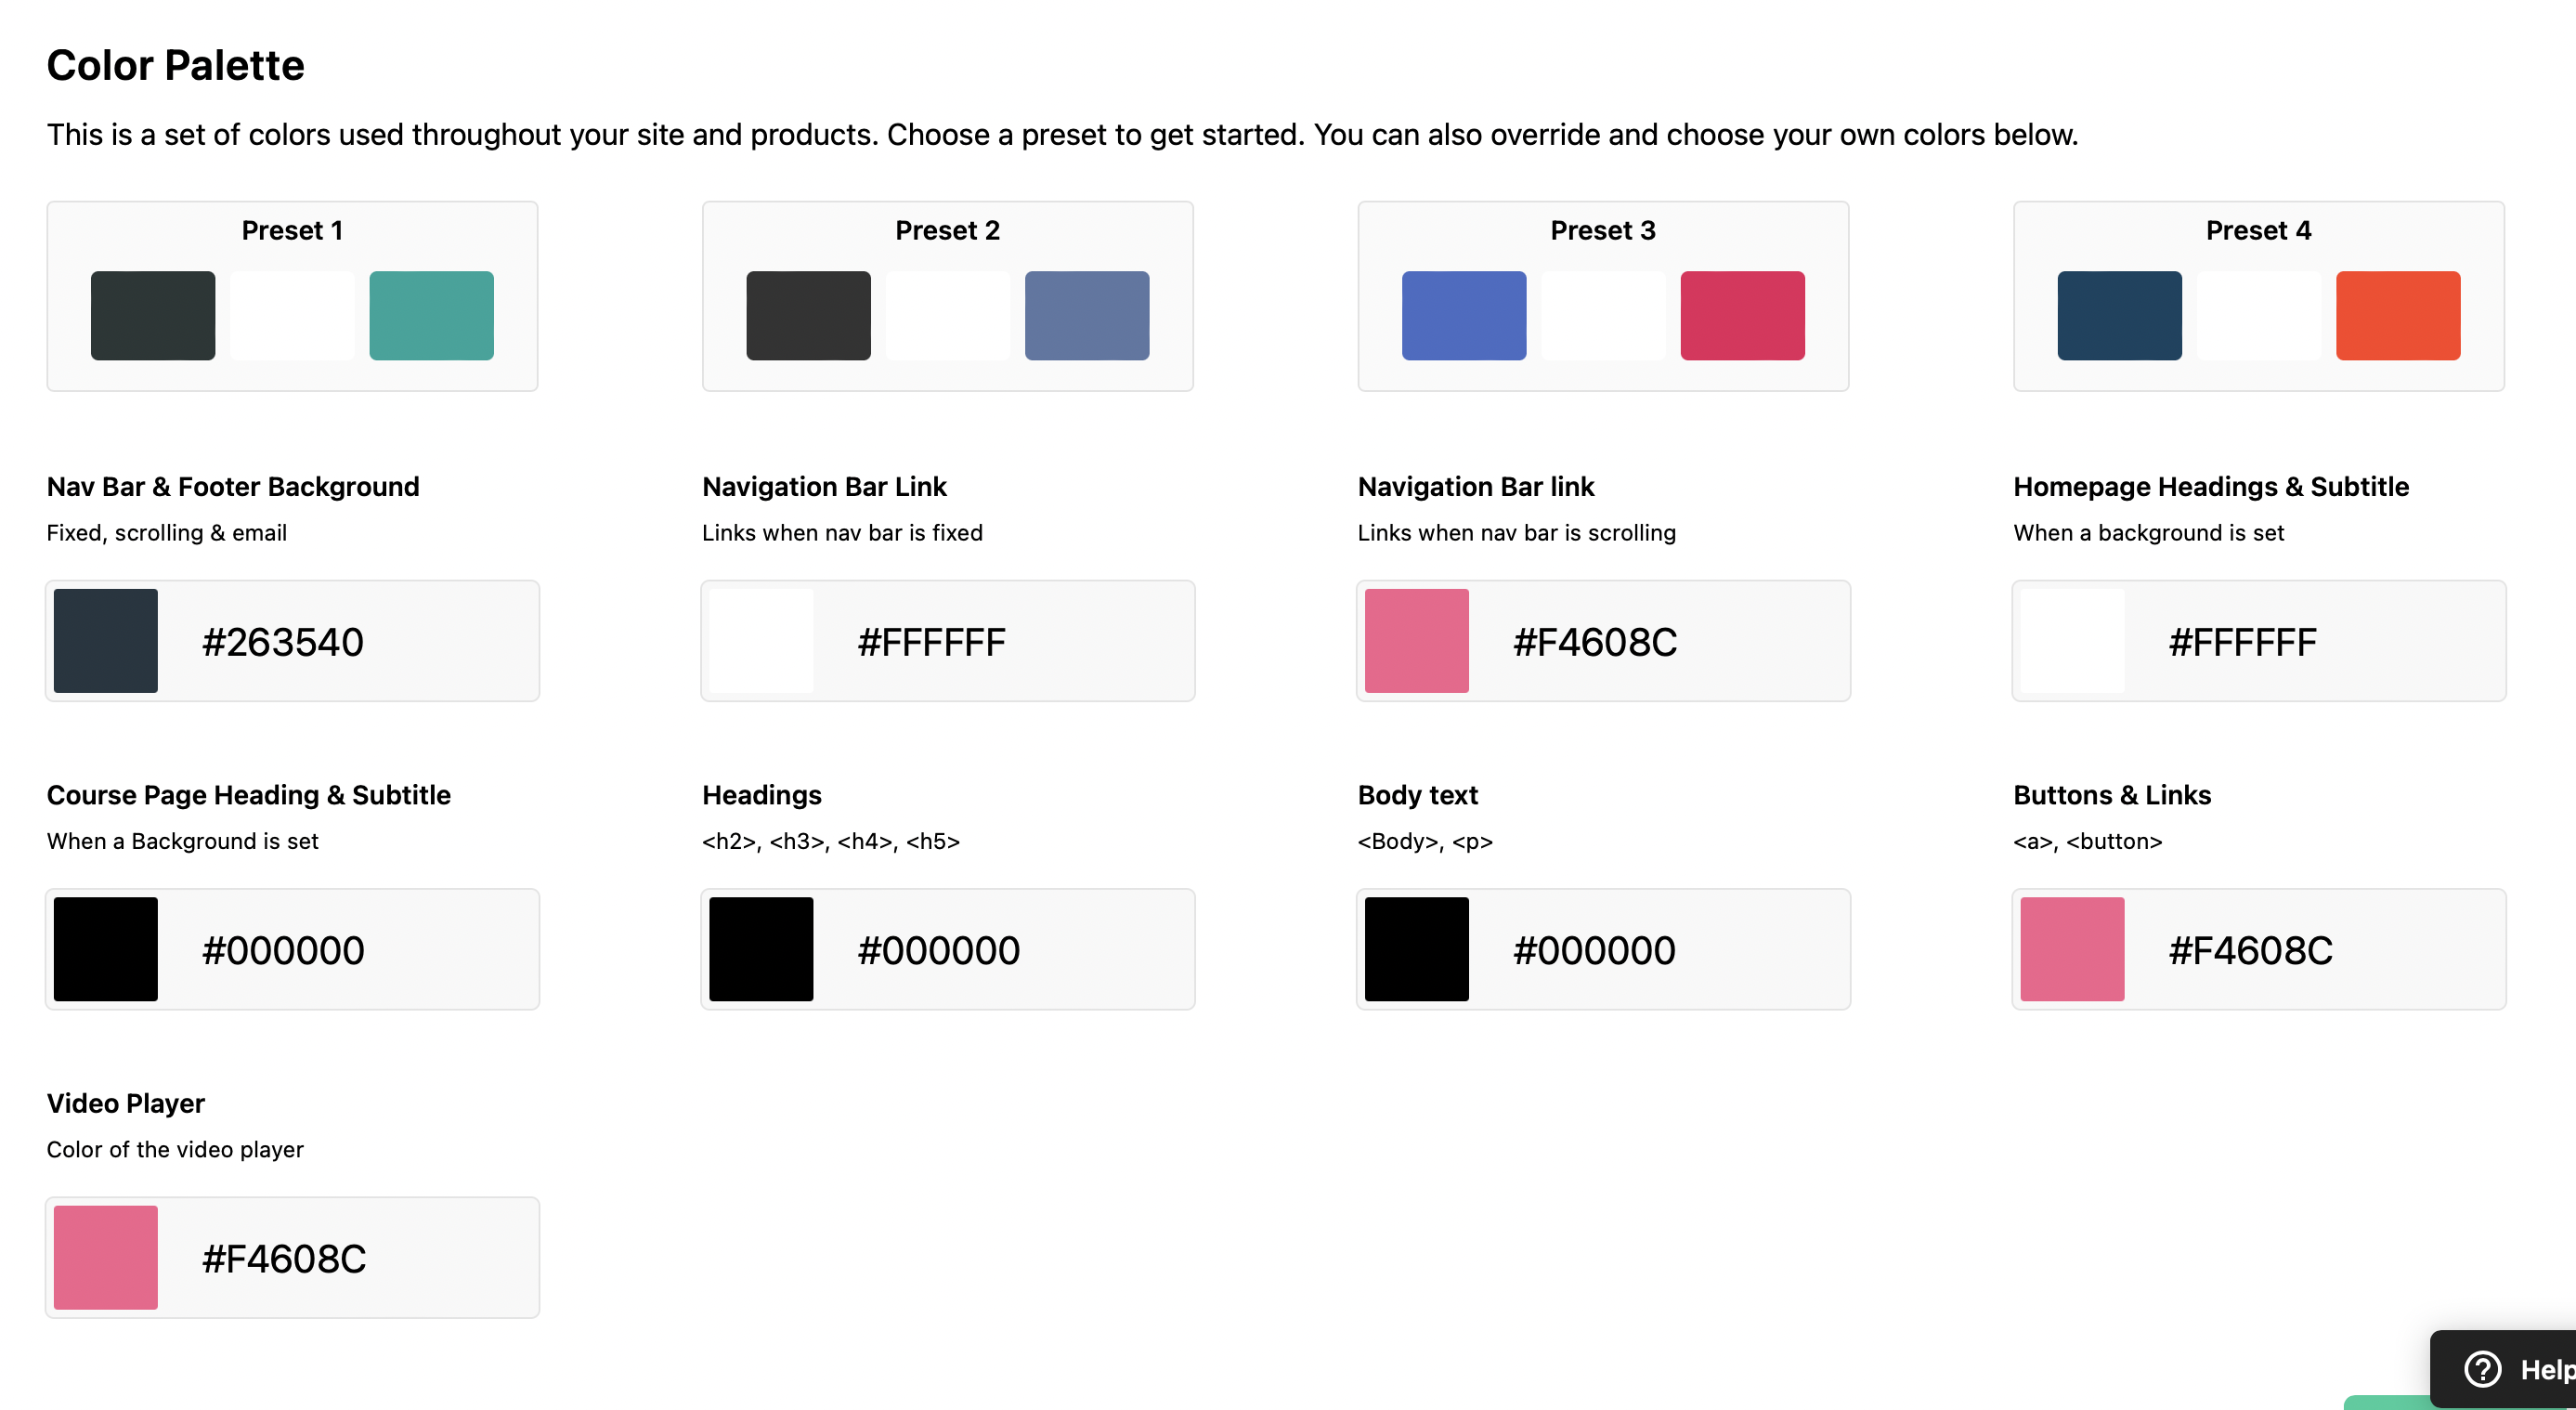 Color Palette
This is a set of colors used throughout your site and products. Choose a preset to get started. You can also override and choose your own colors below.
Preset 1
Preset 2
Preset 3
Preset 4
Nav Bar & Footer Background
Fixed, scrolling & email
#263540
Navigation Bar Link
Links when nav bar is fixed
#FFFFFF
Navigation Bar link
Links when nav bar is scrolling
#F4608C
Homepage Headings & Subtitle
When a background is set
#FFFFFF
Course Page Heading & Subtitle
When a Background is set
#000000
Headings
<h2>, <h3>, <h4>, <h5>
#000000
Body text
<Body>, <p>
#000000
Buttons & Links
<a>, <button>
#F4608C
Video Player
Color of the video player
#F4608C
Help